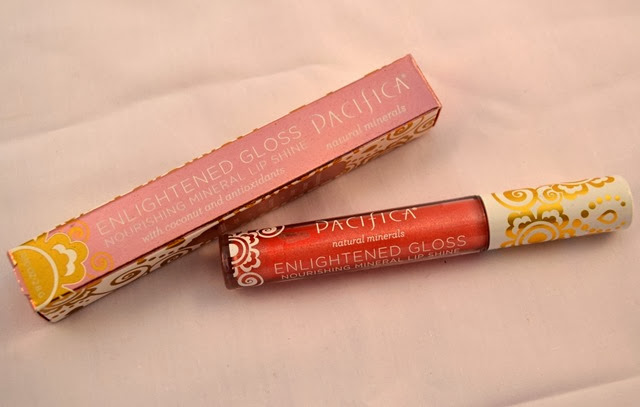 PACIFICA
natural minerals
ENLIGHTENED GLOSS
NOURISHING MINERAL LIP SHINE
with coconut and antioxidants
PACIFICA
natural minerals
ENLIGHTENED GLOSS
NOURISHING MINERAL LIP SHINE